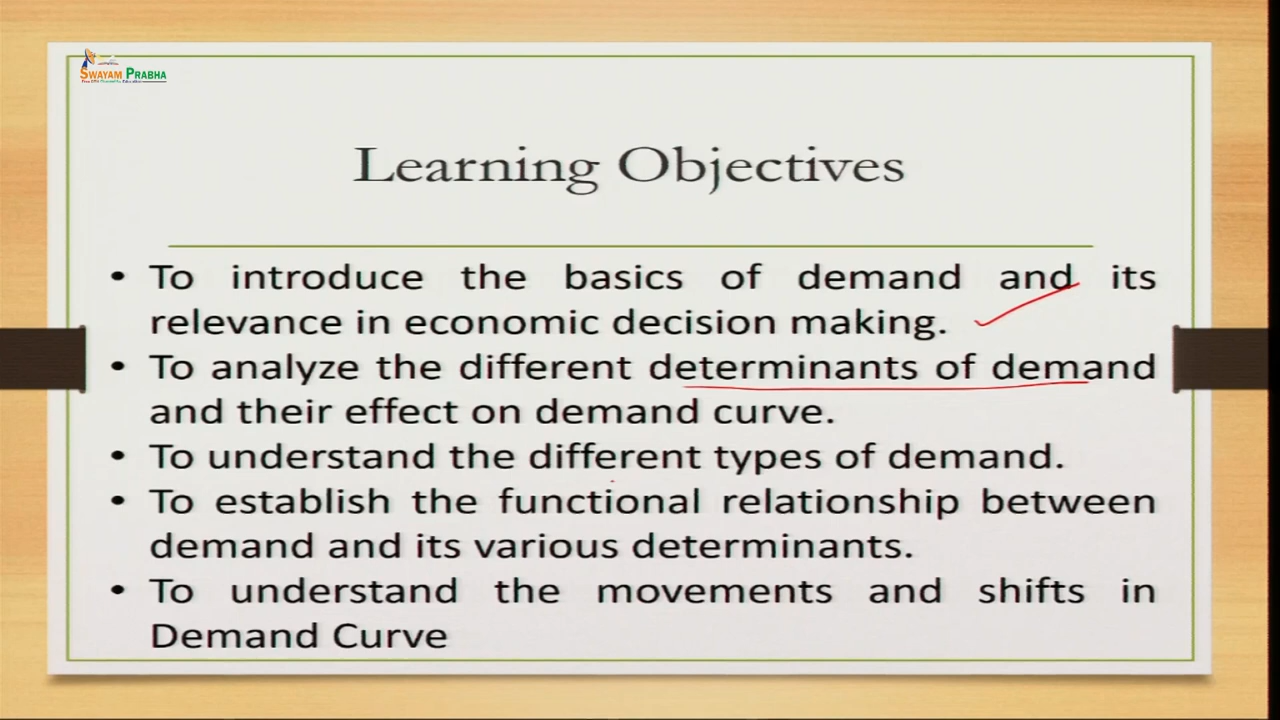 SWAYAM PRABHA
Learning Objectives
• To introduce the basics of demand and its
relevance in economic decision making.
• To analyze the different determinants of demand
and their effect on demand curve.
• To understand the different types of demand.
• To establish the functional relationship between
demand and its various determinants.
• To understand the movements and shifts in
Demand Curve